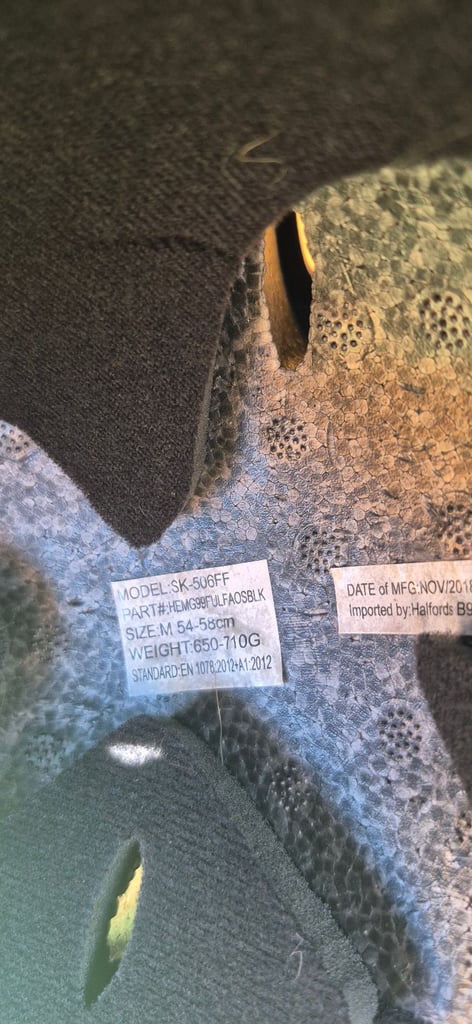 MODEL:SK-506FF
PART#:HEMG99FULFAOSBLK
SIZE:M 54-58cm
WEIGHT:650-710G
STANDARD:EN 1078:2012+A1:2012
DATE of MFG:NOV/2018
Imported by:Halfords B9